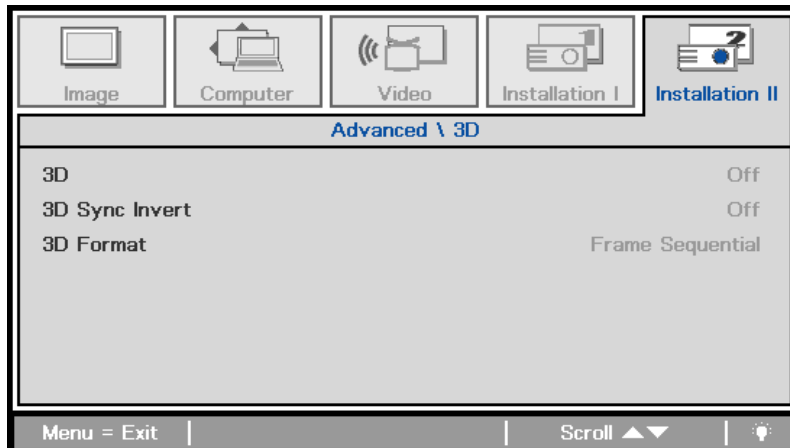 Image Computer Video Installation I Installation II
Advanced \ 3D
3D Off
3D Sync Invert Off
3D Format Frame Sequential
Menu = Exit Scroll ▲▼